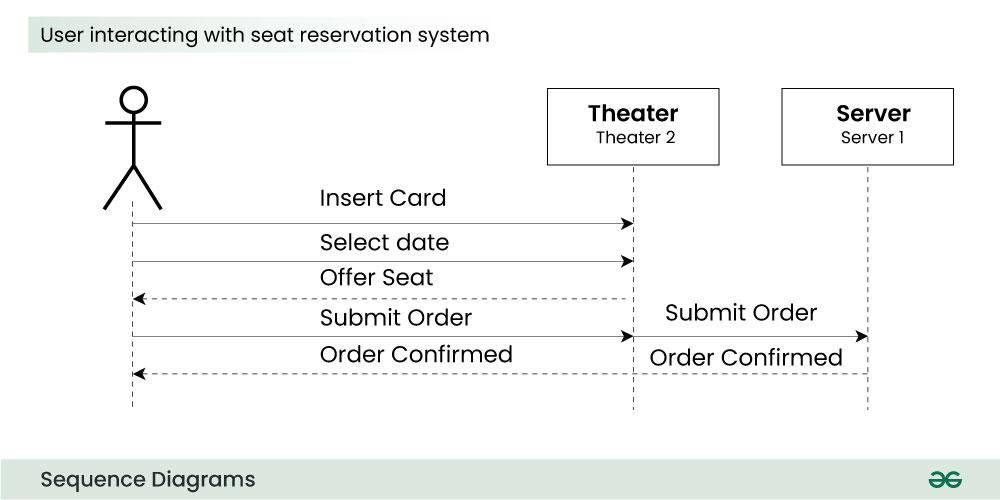 User interacting with seat reservation system
Theater
Theater 2
Server
Server 1
Insert Card
Select date
Offer Seat
Submit Order
Submit Order
Order Confirmed
Order Confirmed
Sequence Diagrams